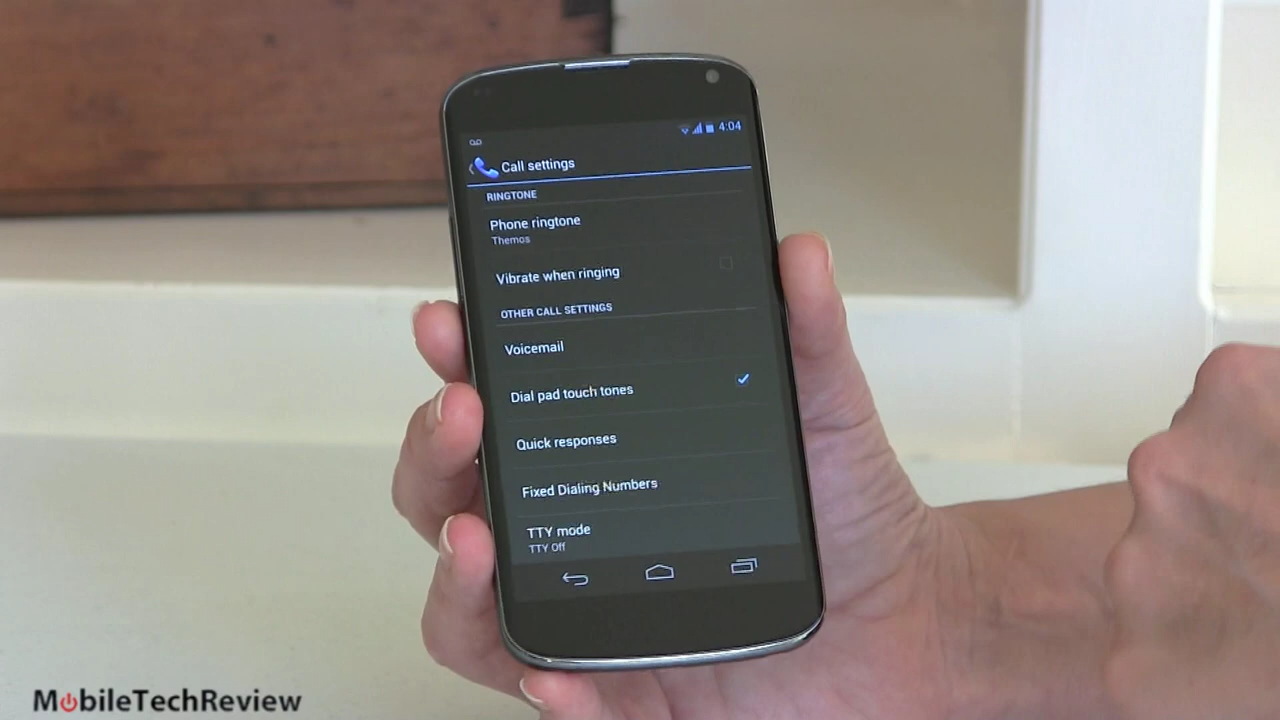 4:04
Call settings
RINGTONE
Phone ringtone
Themos
Vibrate when ringing
OTHER CALL SETTINGS
Voicemail
Dial pad touch tones
Quick responses
Fixed Dialing Numbers
TTY mode
TTY Off
MobileTechReview